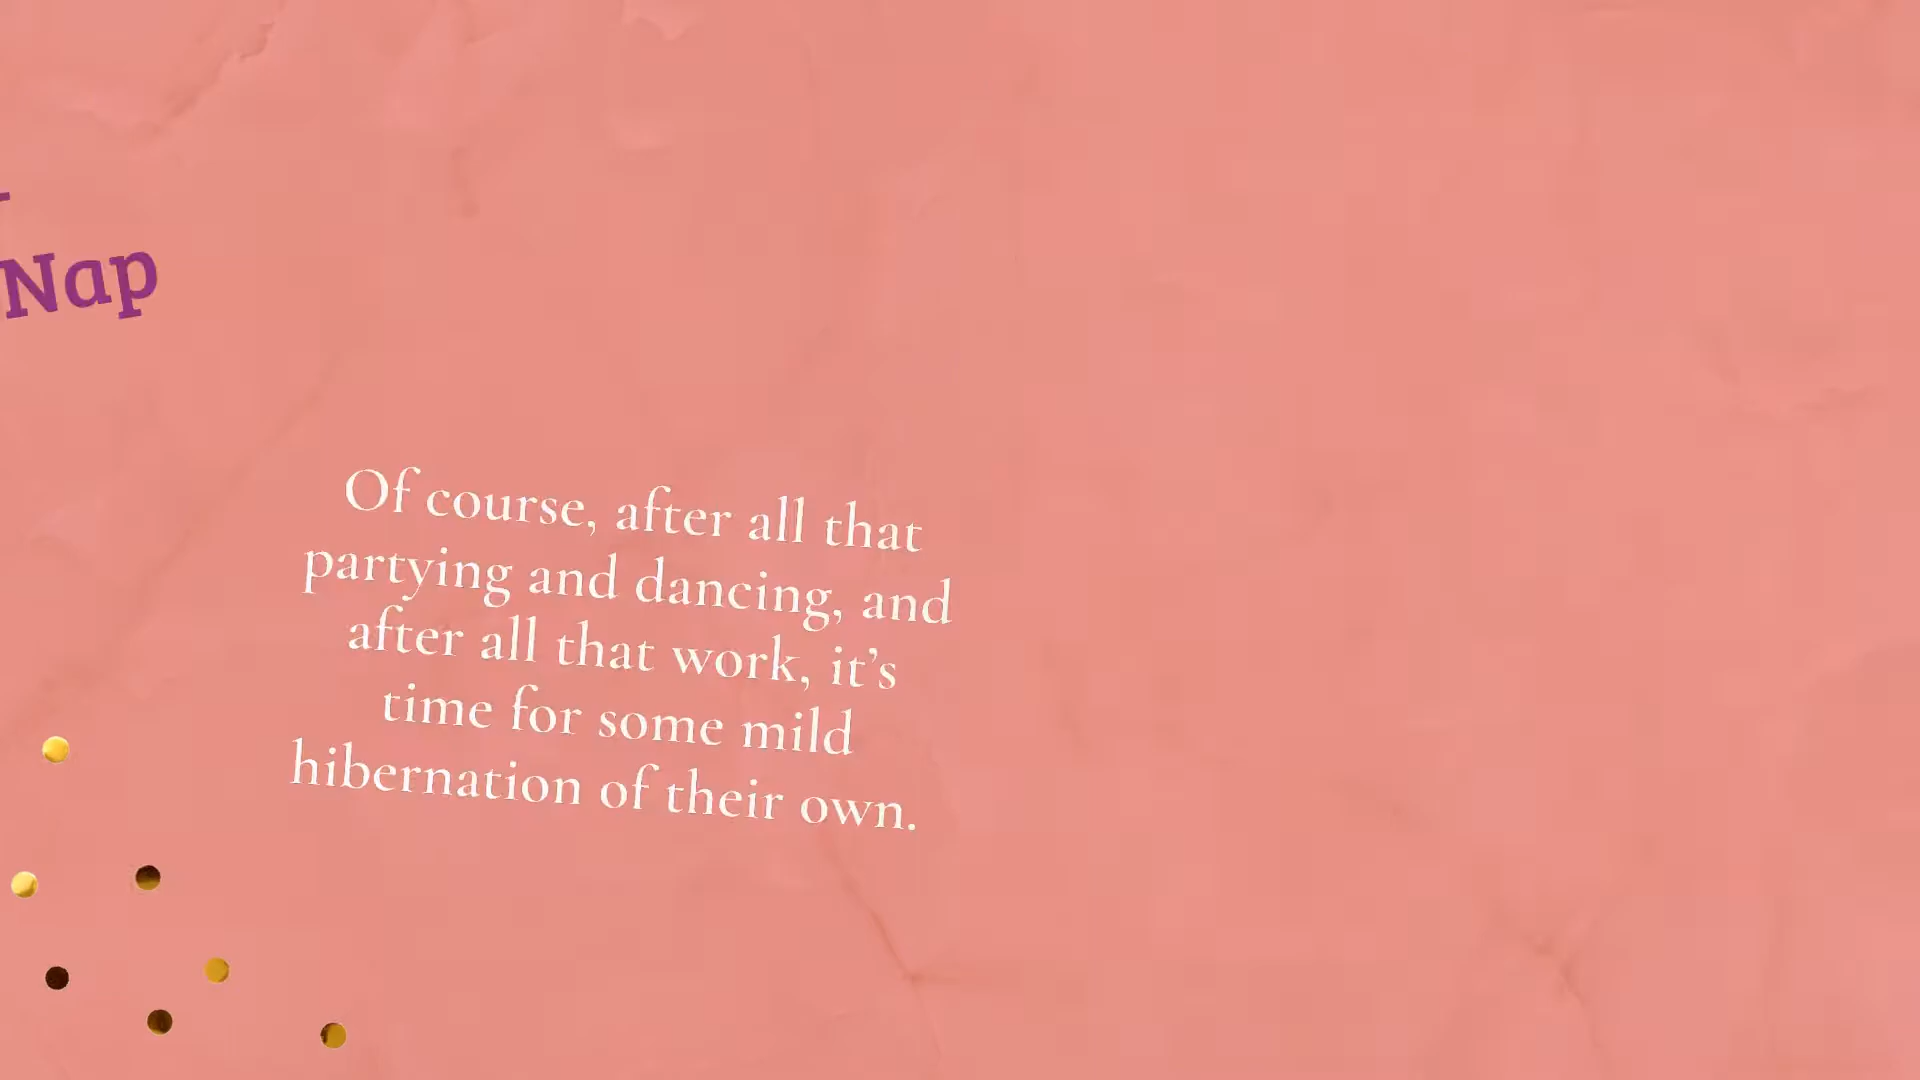 Nap
Of course, after all that
partying and dancing, and
after all that work, it’s
time for some mild
hibernation of their own.